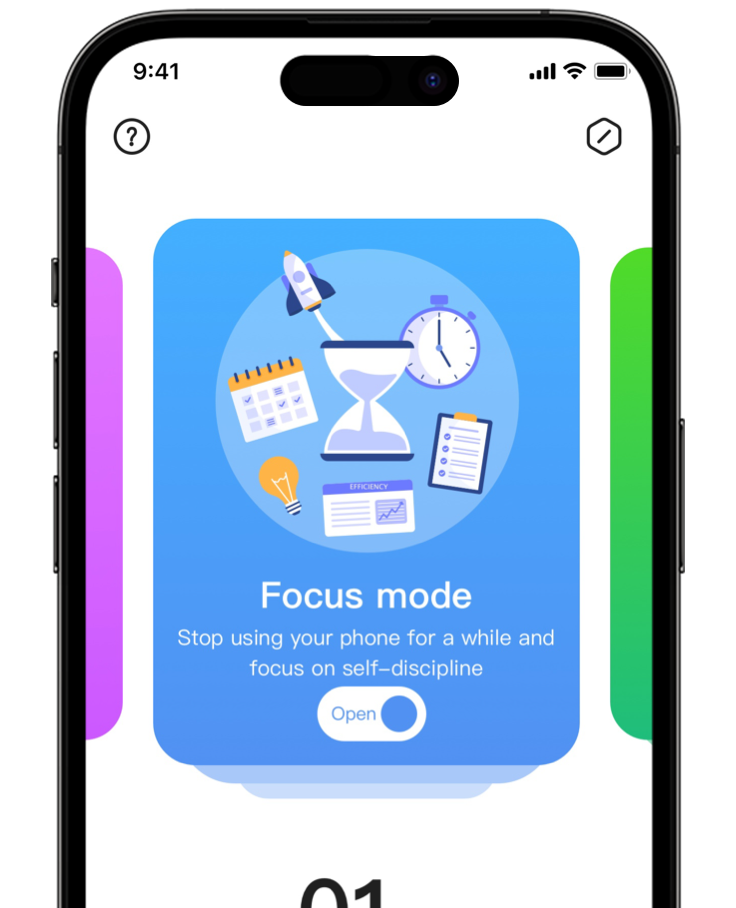 9:41
?
EFFICIENCY
Focus mode
Stop using your phone for a while and
focus on self-discipline
Open
01